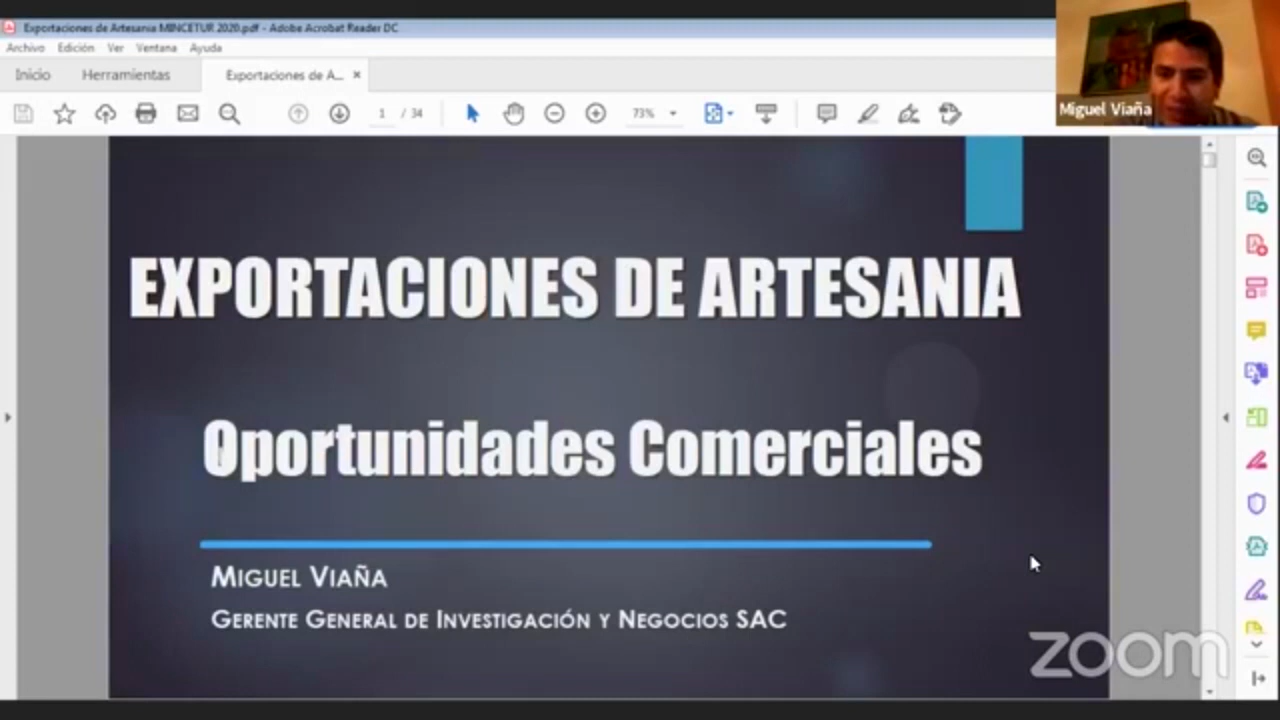 Exportaciones de Artesania MINCETUR 2020.pdf - Adobe Acrobat Reader DC
Archivo Edición Ver Ventana Ayuda
Inicio Herramientas Exportaciones de A... ×
1 / 34 73%
Miguel Viaña
EXPORTACIONES DE ARTESANIA
Oportunidades Comerciales
MIGUEL VIAÑA
GERENTE GENERAL DE INVESTIGACIÓN Y NEGOCIOS SAC
zoom